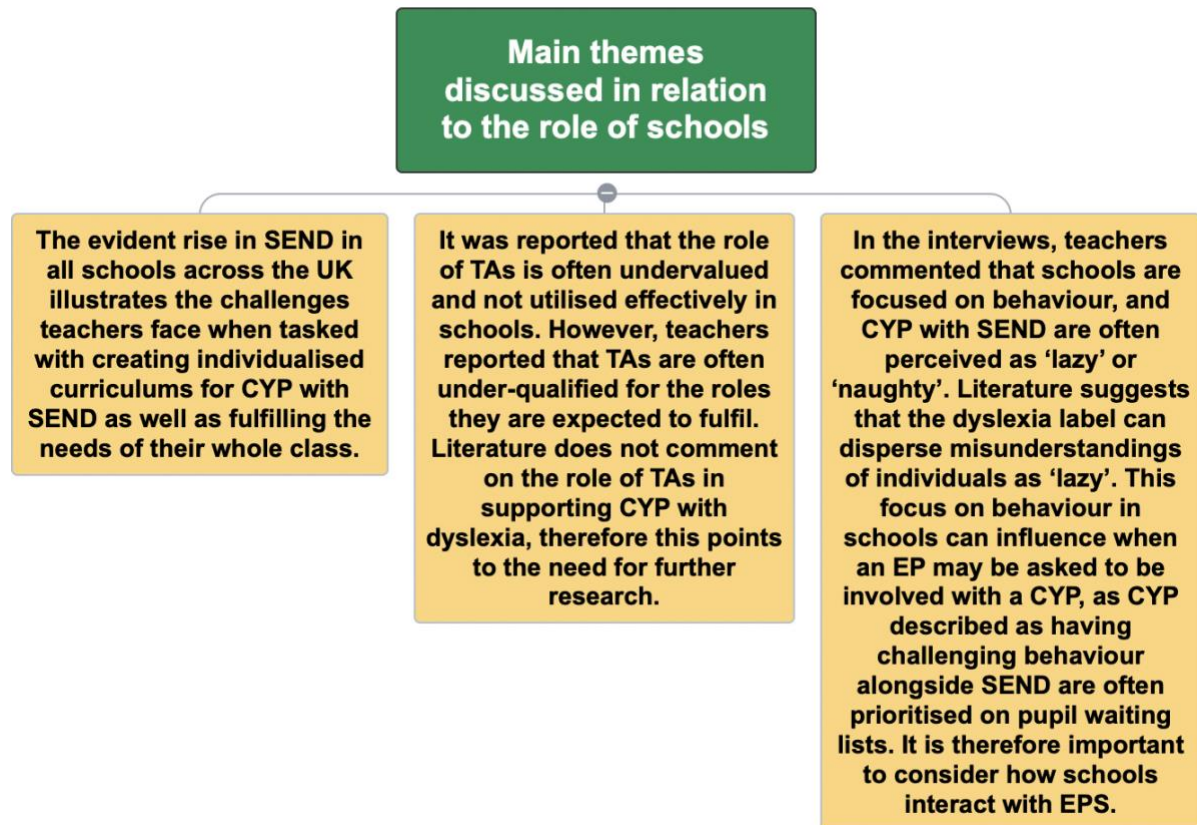 Main themes
discussed in relation
to the role of schools
The evident rise in SEND in
all schools across the UK
illustrates the challenges
teachers face when tasked
with creating individualised
curriculums for CYP with
SEND as well as fulfilling the
needs of their whole class.
It was reported that the role
of TAs is often undervalued
and not utilised effectively in
schools. However, teachers
reported that TAs are often
under-qualified for the roles
they are expected to fulfil.
Literature does not comment
on the role of TAs in
supporting CYP with
dyslexia, therefore this points
to the need for further
research.
In the interviews, teachers
commented that schools are
focused on behaviour, and
CYP with SEND are often
perceived as ‘lazy’ or
‘naughty’. Literature suggests
that the dyslexia label can
disperse misunderstandings
of individuals as ‘lazy’. This
focus on behaviour in
schools can influence when
an EP may be asked to be
involved with a CYP, as CYP
described as having
challenging behaviour
alongside SEND are often
prioritised on pupil waiting
lists. It is therefore important
to consider how schools
interact with EPS.